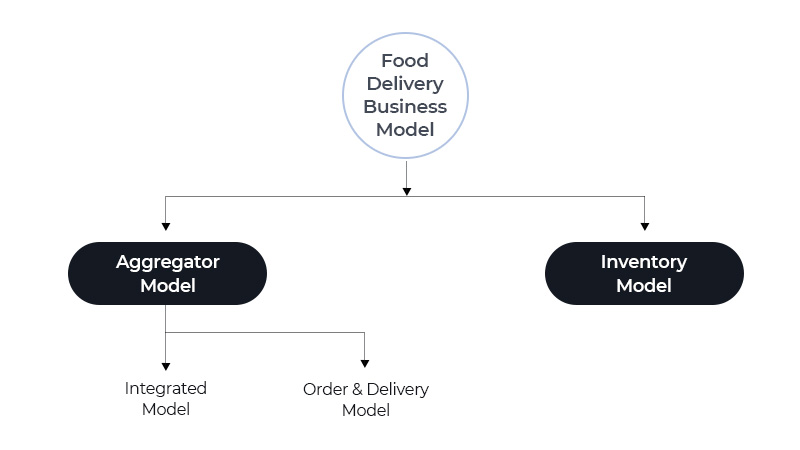 Food
Delivery
Business
Model
Aggregator
Model
Inventory
Model
Integrated
Model
Order & Delivery
Model